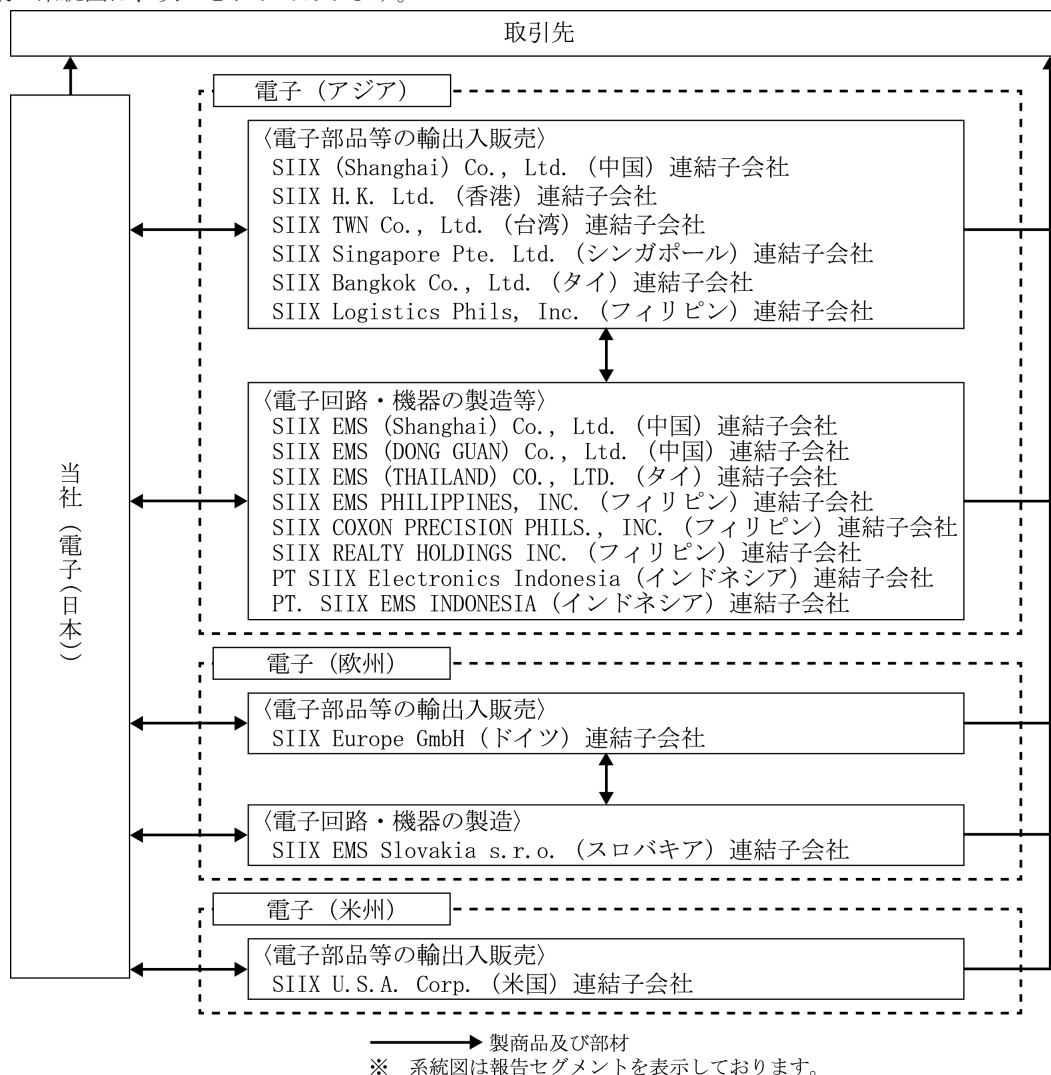 取引先
電子（アジア）
〈電子部品等の輸出入販売〉
SIIX (Shanghai) Co., Ltd.（中国）連結子会社
SIIX H.K. Ltd.（香港）連結子会社
SIIX TWN Co., Ltd.（台湾）連結子会社
SIIX Singapore Pte. Ltd.（シンガポール）連結子会社
SIIX Bangkok Co., Ltd.（タイ）連結子会社
SIIX Logistics Phils, Inc.（フィリピン）連結子会社
〈電子回路・機器の製造等〉
SIIX EMS (Shanghai) Co., Ltd.（中国）連結子会社
SIIX EMS (DONG GUAN) Co., Ltd.（中国）連結子会社
SIIX EMS (THAILAND) CO., LTD.（タイ）連結子会社
SIIX EMS PHILIPPINES, INC.（フィリピン）連結子会社
SIIX COXON PRECISION PHILS., INC.（フィリピン）連結子会社
SIIX REALTY HOLDINGS INC.（フィリピン）連結子会社
PT SIIX Electronics Indonesia（インドネシア）連結子会社
PT. SIIX EMS INDONESIA（インドネシア）連結子会社
当社（電子(日本)）
電子（欧州）
〈電子部品等の輸出入販売〉
SIIX Europe GmbH（ドイツ）連結子会社
〈電子回路・機器の製造〉
SIIX EMS Slovakia s.r.o.（スロバキア）連結子会社
電子（米州）
〈電子部品等の輸出入販売〉
SIIX U.S.A. Corp.（米国）連結子会社
製商品及び部材
※　系統図は報告セグメントを表示しております。